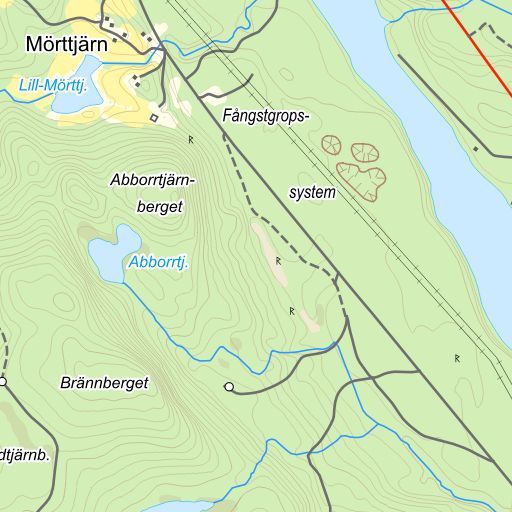 Mörttjärn
Lill-Mörttj.
Fångstgrops-
R
Abborrtjärn-
berget
system
Abborrtj.
R
R
R
Brännberget
dtjärnb.